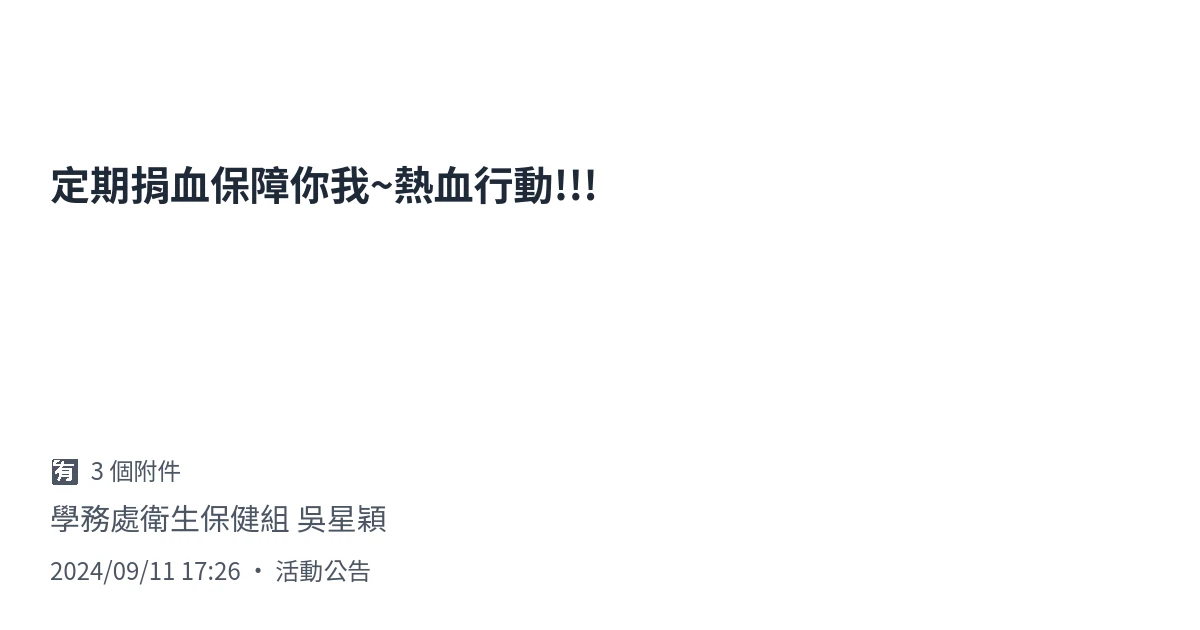 定期捐血保障你我~熱血行動!!!
🈶 3 個附件
學務處衛生保健組 吳星穎
2024/09/11 17:26 • 活動公告